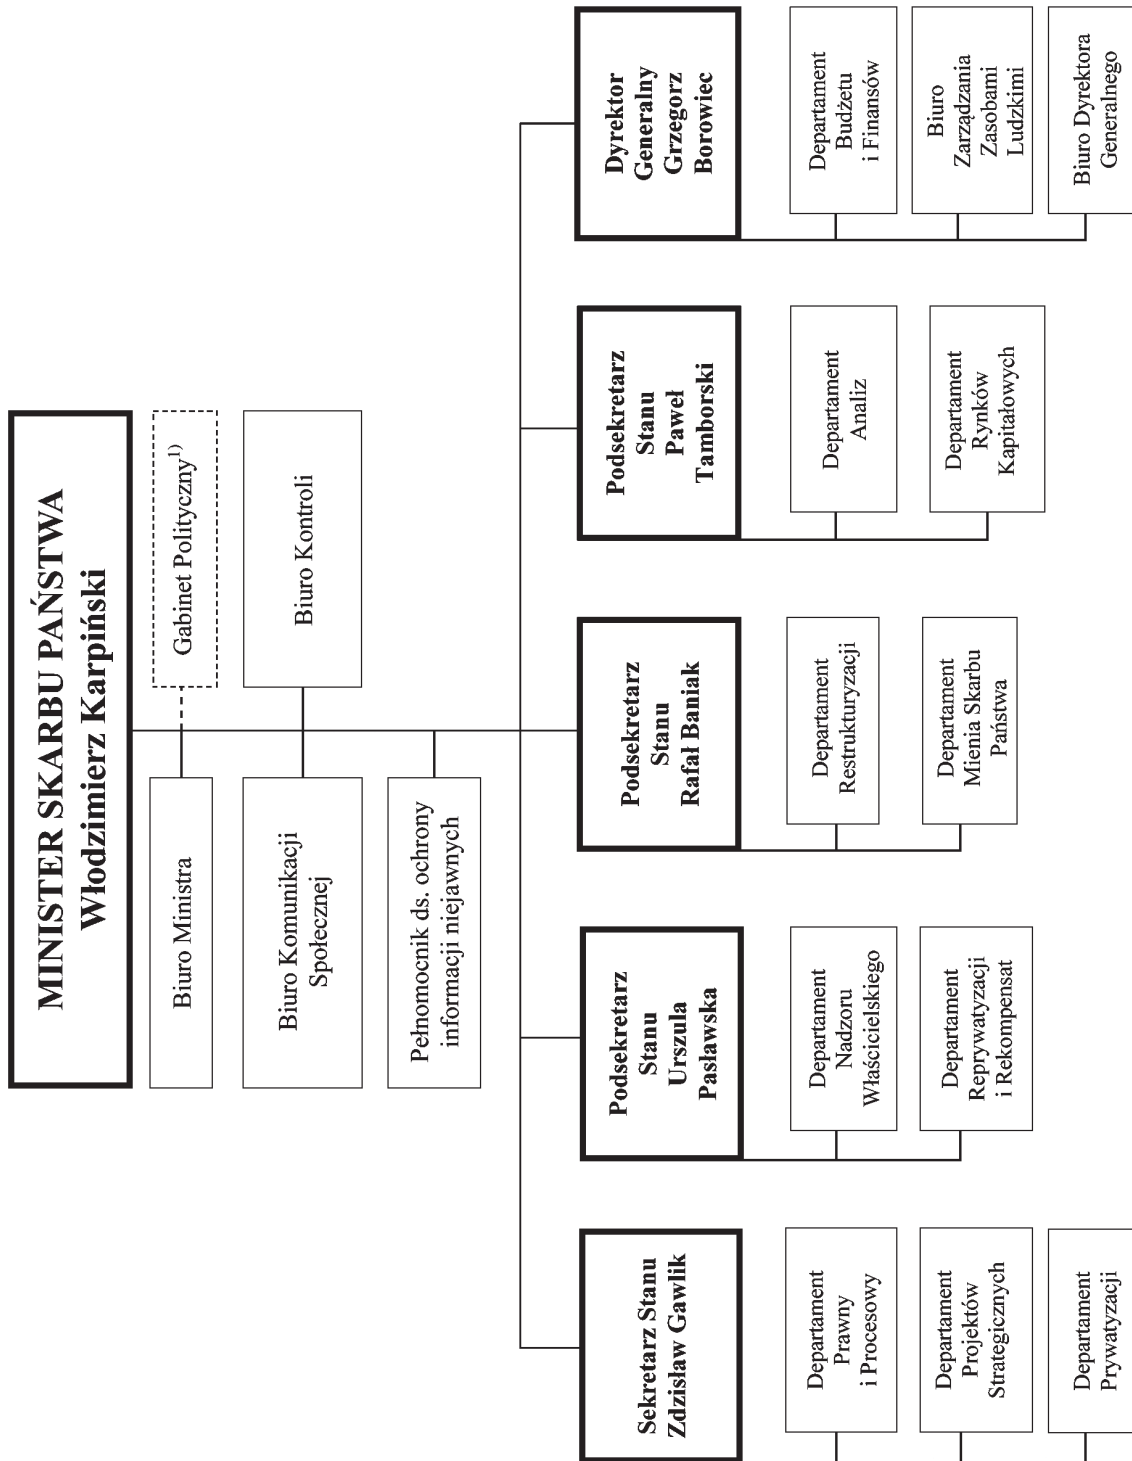 MINISTER SKARBU PAŃSTWA
Włodzimierz Karpiński
Biuro Ministra
Gabinet Polityczny1)
Biuro Komunikacji
Społecznej
Biuro Kontroli
Pełnomocnik ds. ochrony
informacji niejawnych
Sekretarz Stanu
Zdzisław Gawlik
Departament
Prawny
i Procesowy
Departament
Projektów
Strategicznych
Departament
Prywatyzacji
Podsekretarz
Stanu
Urszula
Pasławska
Departament
Nadzoru
Właścicielskiego
Departament
Reprywatyzacji
i Rekompensat
Podsekretarz
Stanu
Rafał Baniak
Departament
Restrukturyzacji
Departament
Mienia Skarbu
Państwa
Podsekretarz
Stanu
Paweł
Tamborski
Departament
Analiz
Departament
Rynków
Kapitałowych
Dyrektor
Generalny
Grzegorz
Borowiec
Departament
Budżetu
i Finansów
Biuro
Zarządzania
Zasobami
Ludzkimi
Biuro Dyrektora
Generalnego